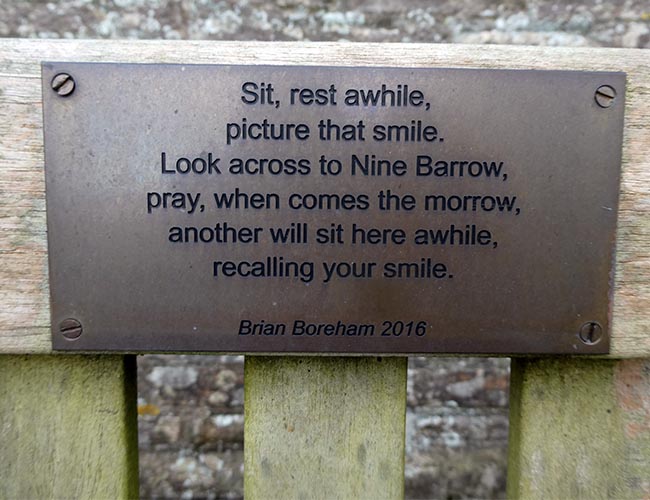 Sit, rest awhile,
picture that smile.
Look across to Nine Barrow,
pray, when comes the morrow,
another will sit here awhile,
recalling your smile.
Brian Boreham 2016